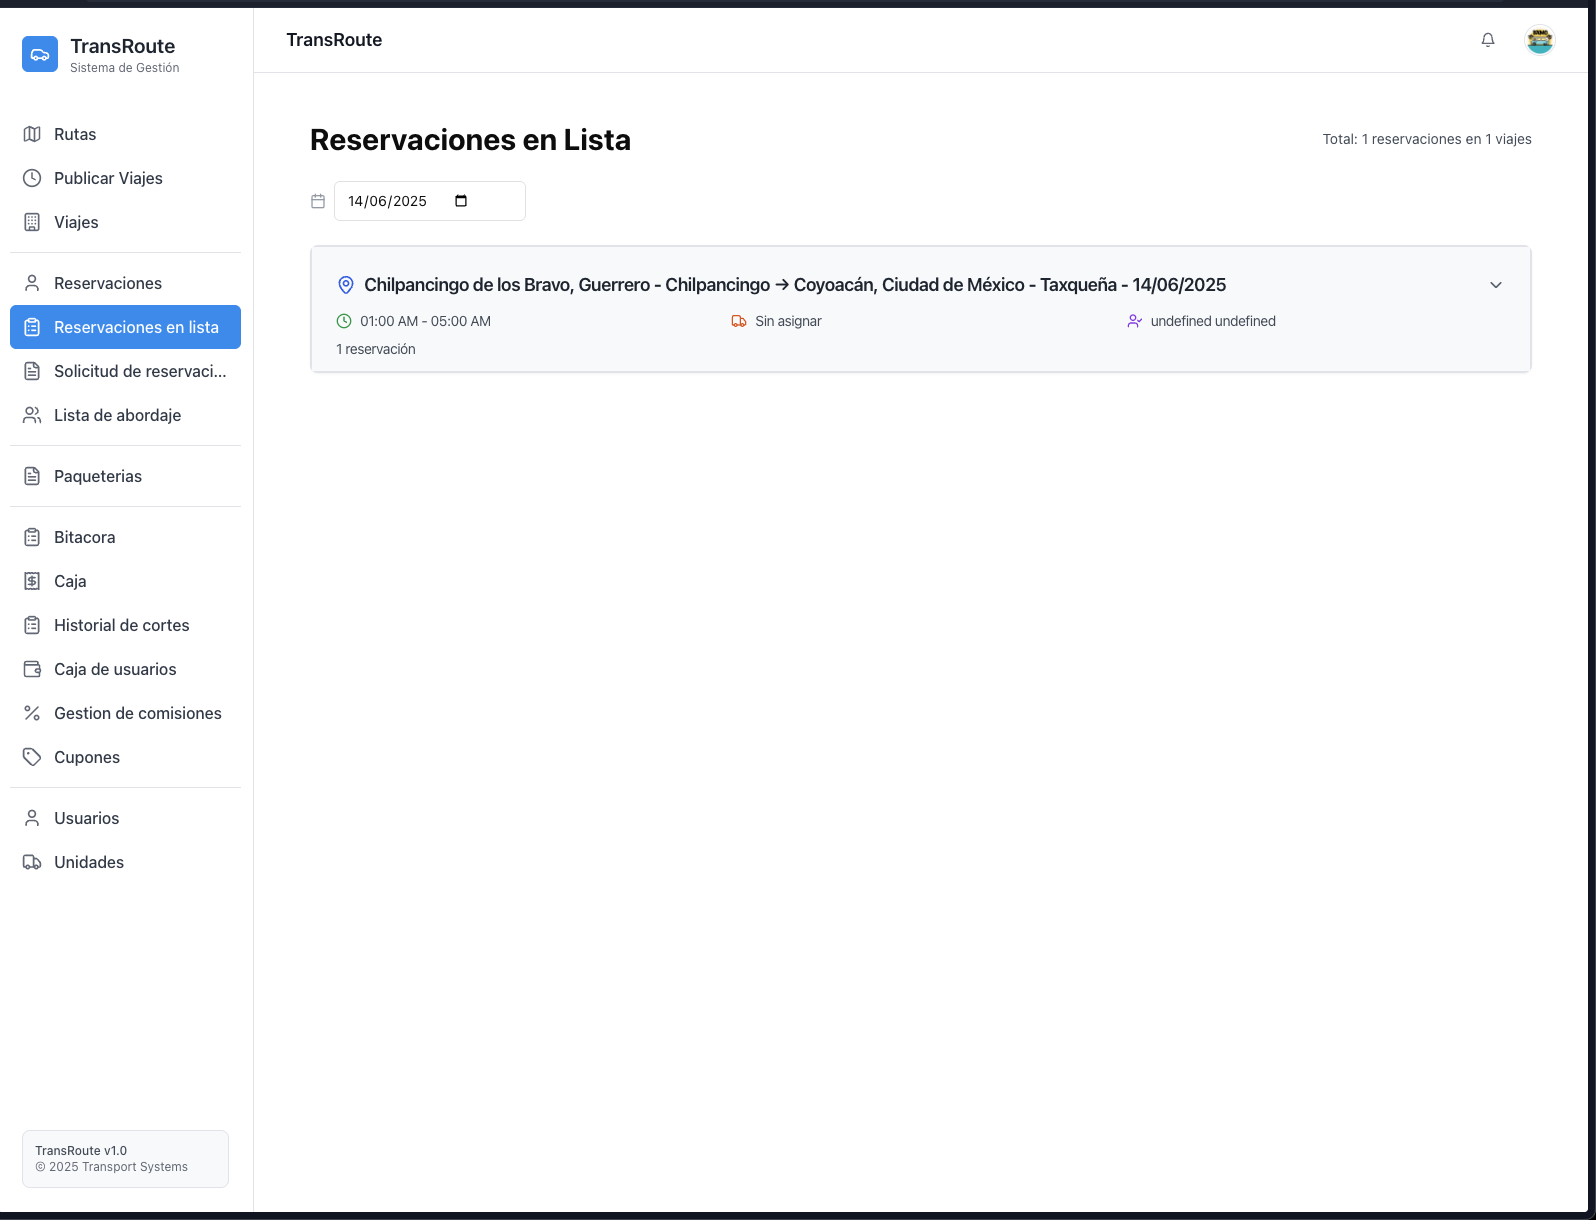 TransRoute
Sistema de Gestión
Rutas
Publicar Viajes
Viajes
Reservaciones
Reservaciones en lista
Solicitud de reservaci...
Lista de abordaje
Paqueterias
Bitacora
Caja
Historial de cortes
Caja de usuarios
Gestion de comisiones
Cupones
Usuarios
Unidades
TransRoute v1.0
© 2025 Transport Systems
TransRoute
Reservaciones en Lista
Total: 1 reservaciones en 1 viajes
14/06/2025
Chilpancingo de los Bravo, Guerrero - Chilpancingo → Coyoacán, Ciudad de México - Taxqueña - 14/06/2025
01:00 AM - 05:00 AM
Sin asignar
undefined undefined
1 reservación